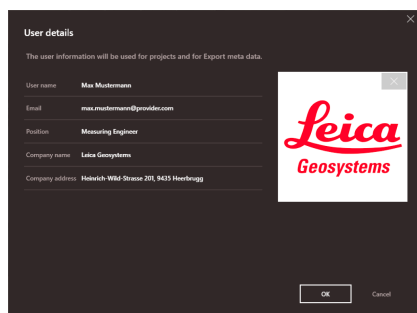 User details
The user information will be used for projects and for Export meta data.
User name Max Mustermann
Email max.mustermann@provider.com
Position Measuring Engineer
Company name Leica Geosystems
Company address Heinrich-Wild-Strasse 201, 9435 Heerbrugg
Leica
Geosystems
OK Cancel